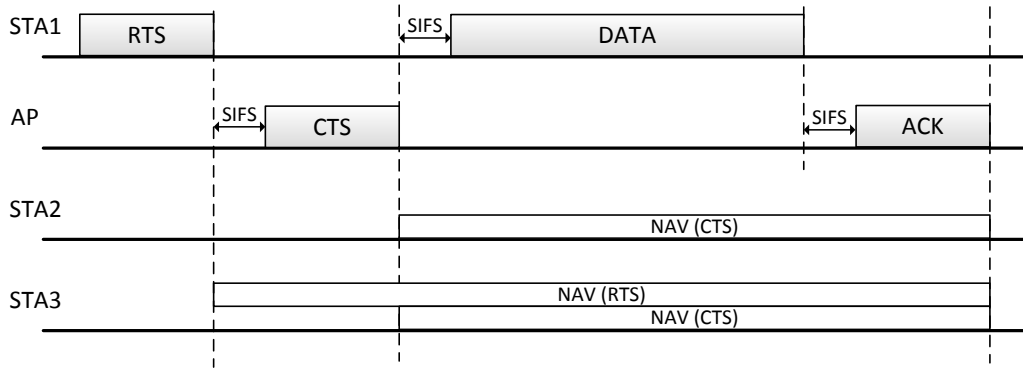 STA1
RTS
SIFS
DATA
AP
SIFS
CTS
SIFS
ACK
STA2
NAV (CTS)
STA3
NAV (RTS)
NAV (CTS)